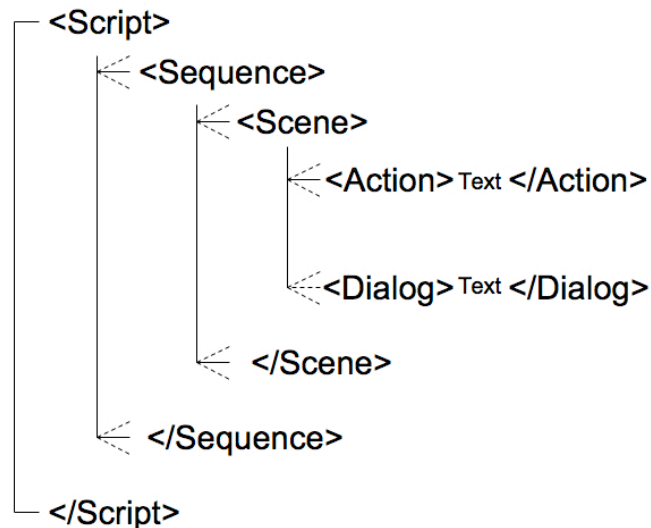 <Script>
<Sequence>
<Scene>
<Action> Text </Action>
<Dialog> Text </Dialog>
</Scene>
</Sequence>
</Script>